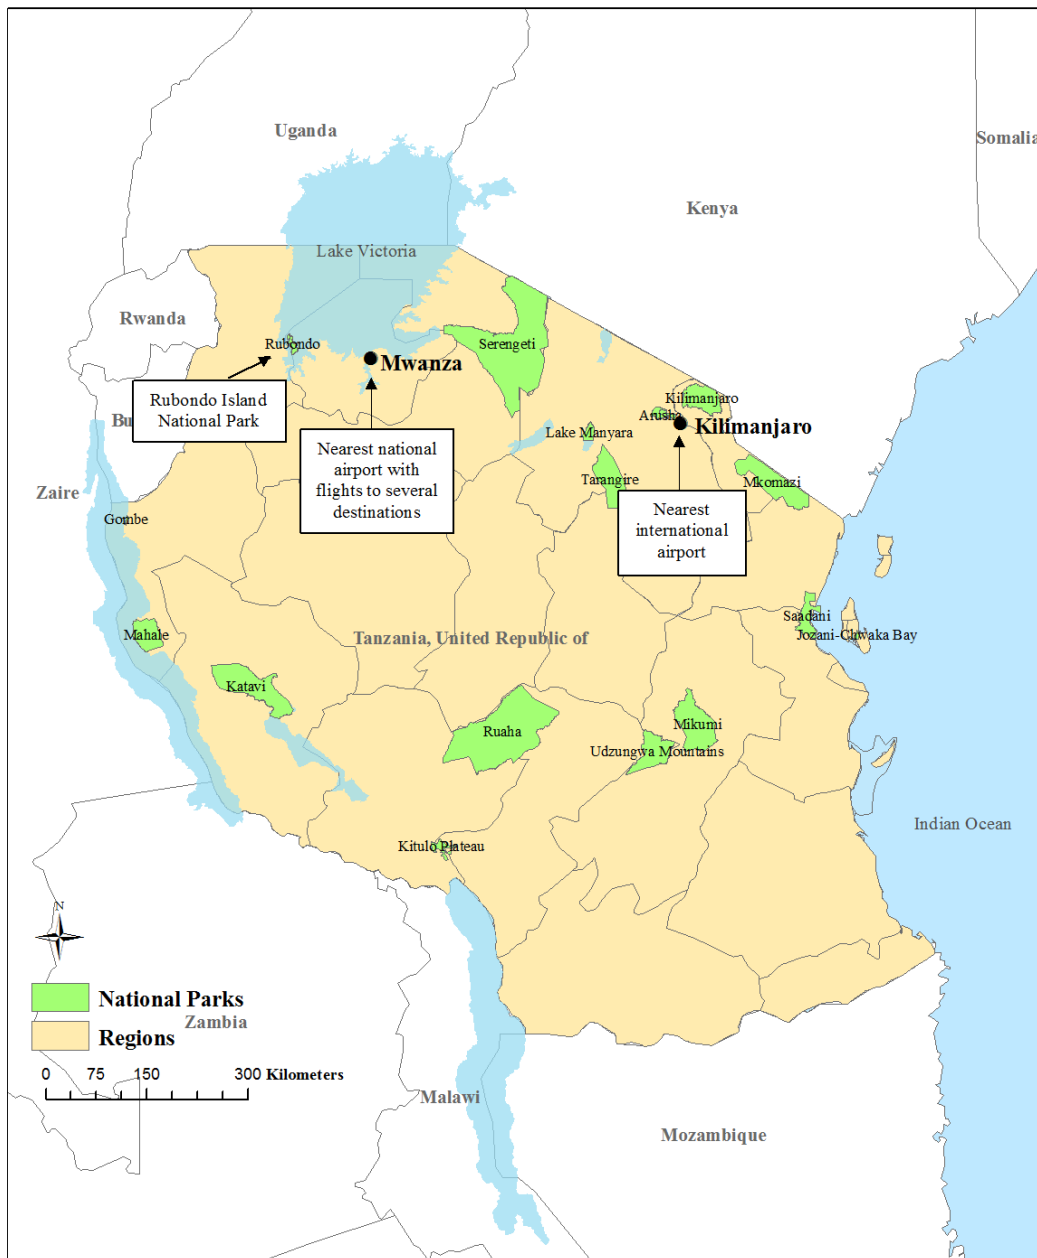 Uganda
Somalia
Kenya
Lake Victoria
Rwanda
Rubondo
Serengeti
Mwanza
Rubondo Island
National Park
Kilimanjaro
Arusha
Kilimanjaro
Bu
Lake Manyara
Nearest national
airport with
flights to several
destinations
Tarangire
Mkomazi
Zaire
Nearest
international
airport
Gombe
Saadani
Mahale
Tanzania, United Republic of
Jozani-Chwaka Bay
Katavi
Ruaha
Mikumi
Udzungwa Mountains
Indian Ocean
Kitulo Plateau
N
National Parks
Zambia
Regions
0 75 150 300 Kilometers
Malawi
Mozambique